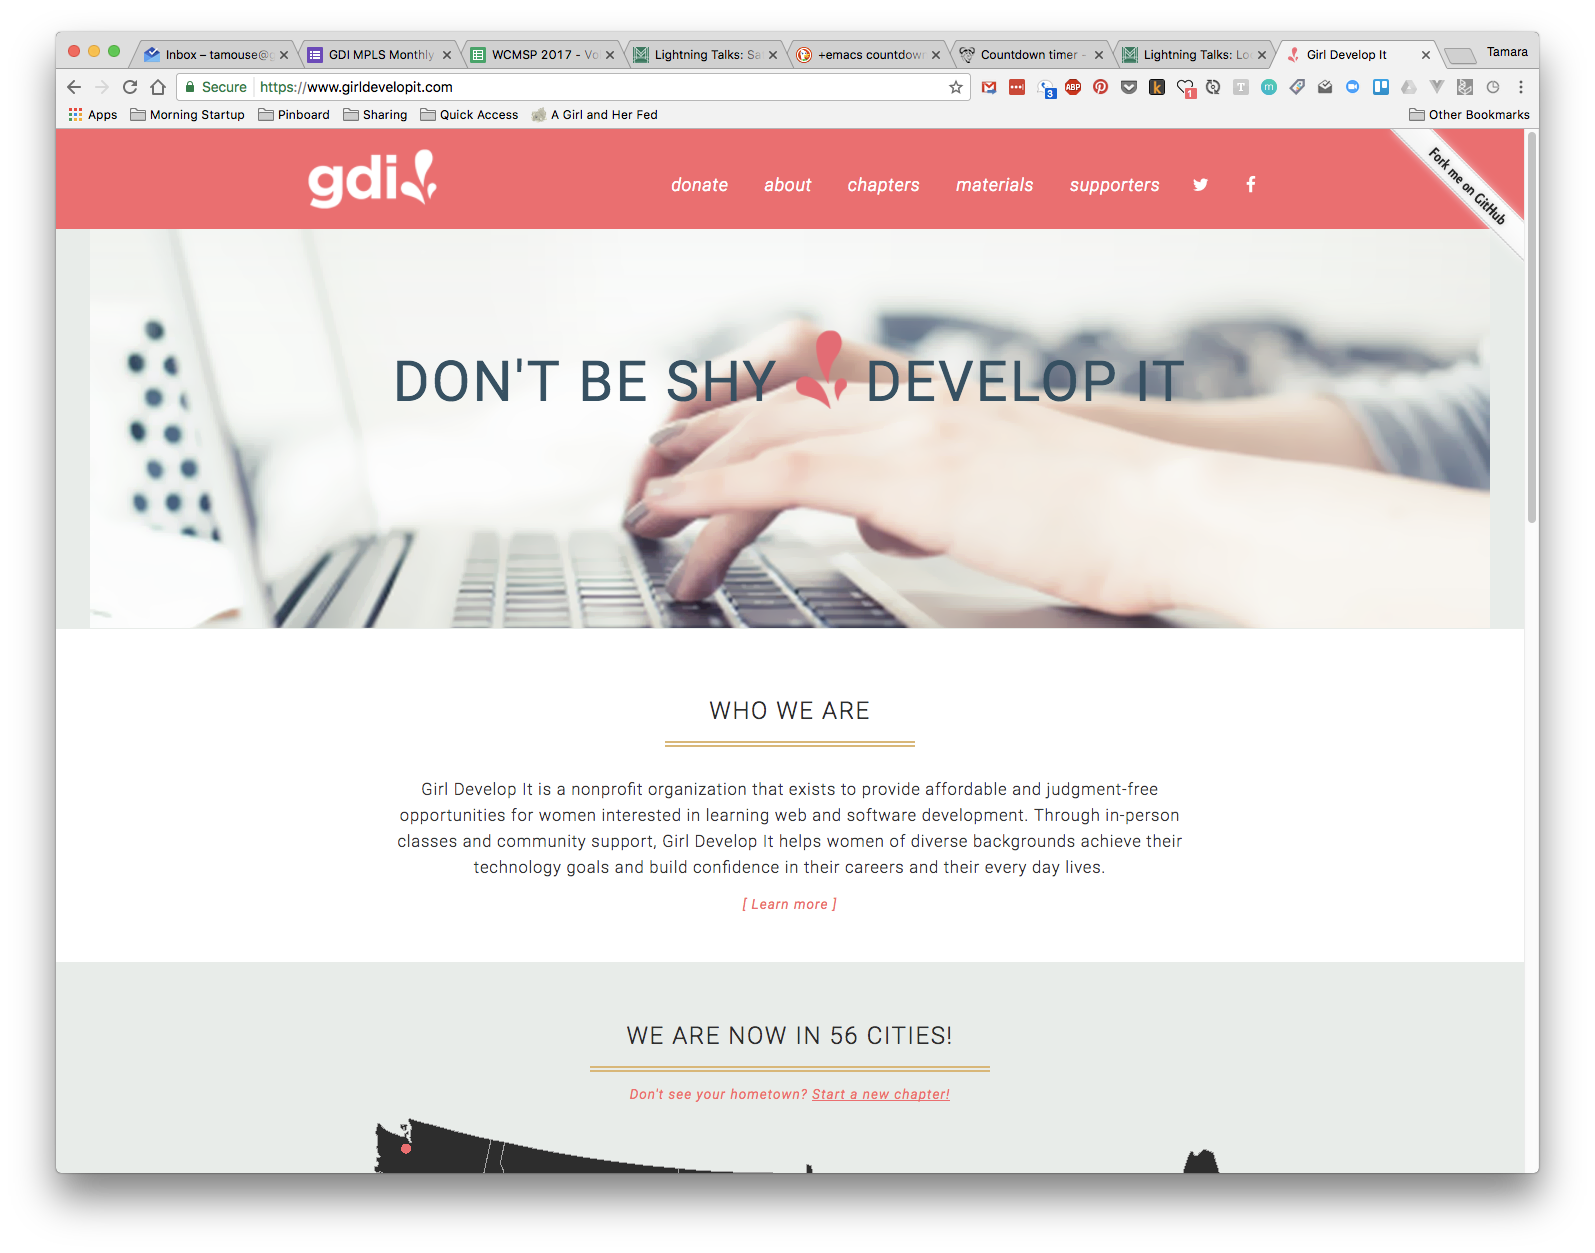 Inbox – tamouse@g
GDI MPLS Monthly
WCMSP 2017 - Vo
Lightning Talks: Sa
+emacs countdown
Countdown timer -
Lightning Talks: Lo
Girl Develop It
Tamara
Secure https://www.girldevelopit.com
3
ABP
k
1
T
m
Apps Morning Startup Pinboard Sharing Quick Access A Girl and Her Fed Other Bookmarks
gdi
donate about chapters materials supporters
Fork me on GitHub
DON'T BE SHY DEVELOP IT
WHO WE ARE
Girl Develop It is a nonprofit organization that exists to provide affordable and judgment-free
opportunities for women interested in learning web and software development. Through in-person
classes and community support, Girl Develop It helps women of diverse backgrounds achieve their
technology goals and build confidence in their careers and their every day lives.
[ Learn more ]
WE ARE NOW IN 56 CITIES!
Don't see your hometown? Start a new chapter!